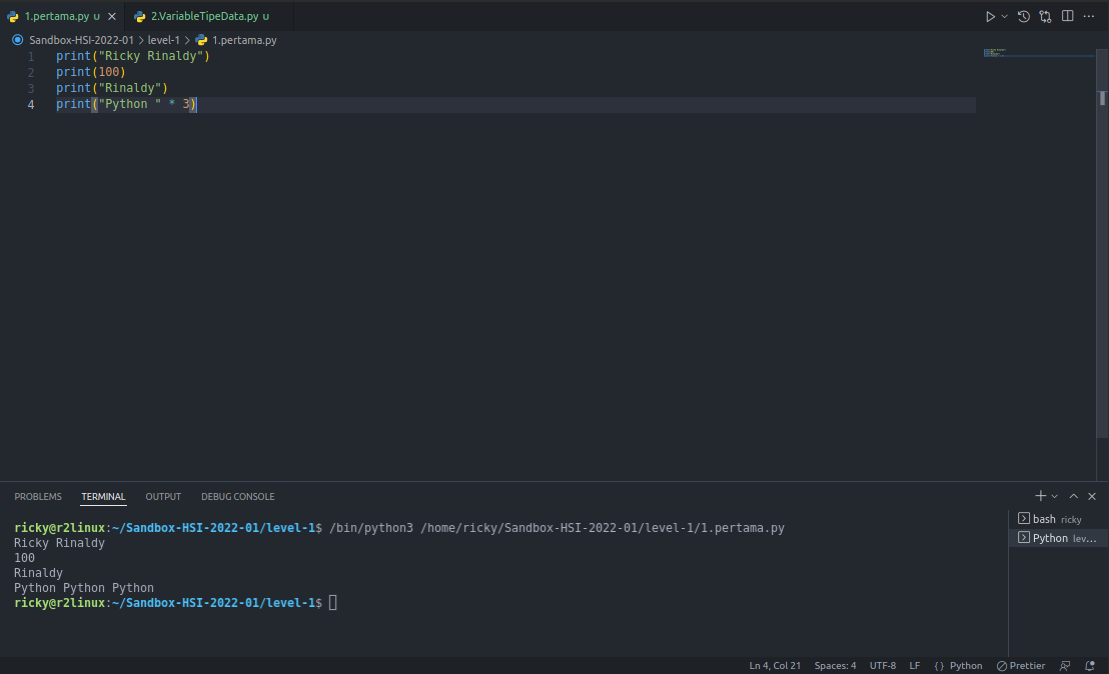 1.pertama.py U 2.VariableTipeData.py U
Sandbox-HSI-2022-01 > level-1 > 1.pertama.py
1 print("Ricky Rinaldy")
2 print(100)
3 print("Rinaldy")
4 print("Python " * 3)
PROBLEMS TERMINAL OUTPUT DEBUG CONSOLE
ricky@r2linux:~/Sandbox-HSI-2022-01/level-1$ /bin/python3 /home/ricky/Sandbox-HSI-2022-01/level-1/1.pertama.py
Ricky Rinaldy
100
Rinaldy
Python Python Python
ricky@r2linux:~/Sandbox-HSI-2022-01/level-1$
bash ricky
Python lev...
Ln 4, Col 21 Spaces: 4 UTF-8 LF {} Python Prettier